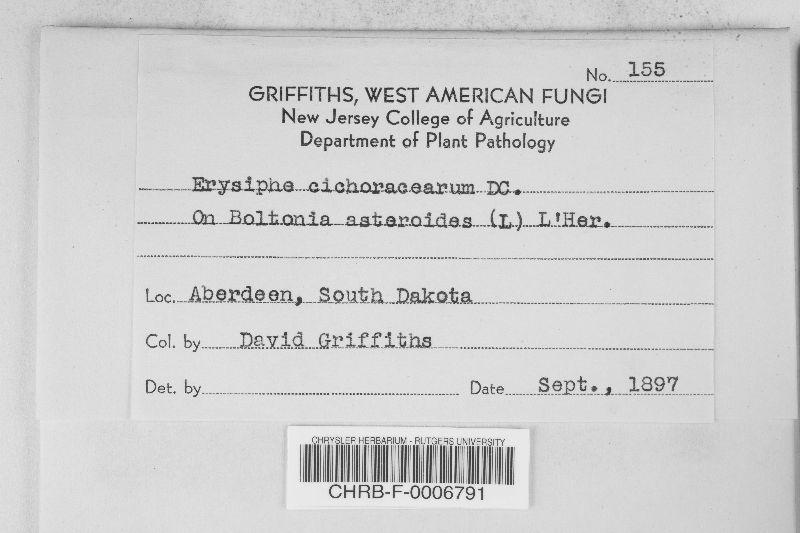 No. 155
GRIFFITHS, WEST AMERICAN FUNGI
New Jersey College of Agriculture
Department of Plant Pathology
Erysiphe cichoracearum DC.
On Boltonia asteroides (L) L'Her.
Loc. Aberdeen, South Dakota
Col. by David Griffiths
Det. by Date Sept., 1897
CHRYSLER HERBARIUM - RUTGERS UNIVERSITY
CHRB-F-0006791